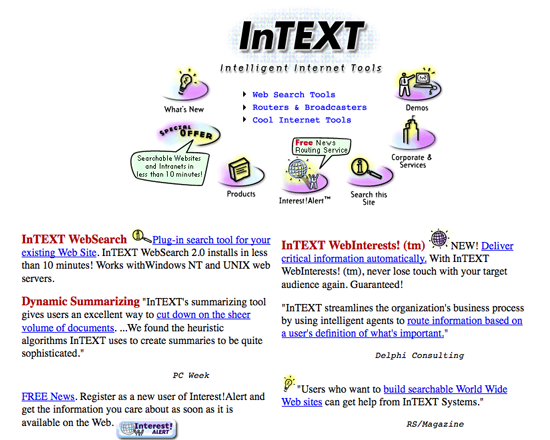 InTEXT
Intelligent Internet Tools
What's New
Web Search Tools
Routers & Broadcasters
Cool Internet Tools
Demos
SPECIAL OFFER
Searchable Websites
and Intranets in
less than 10 minutes!
Free News
Routing Service
Corporate &
Services
Products
Interest!Alert™
Search this
Site
InTEXT WebSearch Plug-in search tool for your
existing Web Site. InTEXT WebSearch 2.0 installs in less
than 10 minutes! Works withWindows NT and UNIX web
servers.
Dynamic Summarizing "InTEXT's summarizing tool
gives users an excellent way to cut down on the sheer
volume of documents. ...We found the heuristic
algorithms InTEXT uses to create summaries to be quite
sophisticated."
PC Week
FREE News. Register as a new user of Interest!Alert and
get the information you care about as soon as it is
available on the Web. Interest!
ALERT
InTEXT WebInterests! (tm) NEW! Deliver
critical information automatically. With InTEXT
WebInterests! (tm), never lose touch with your target
audience again. Guaranteed!
"InTEXT streamlines the organization's business process
by using intelligent agents to route information based on
a user's definition of what's important."
Delphi Consulting
"Users who want to build searchable World Wide
Web sites can get help from InTEXT Systems."
RS/Magazine